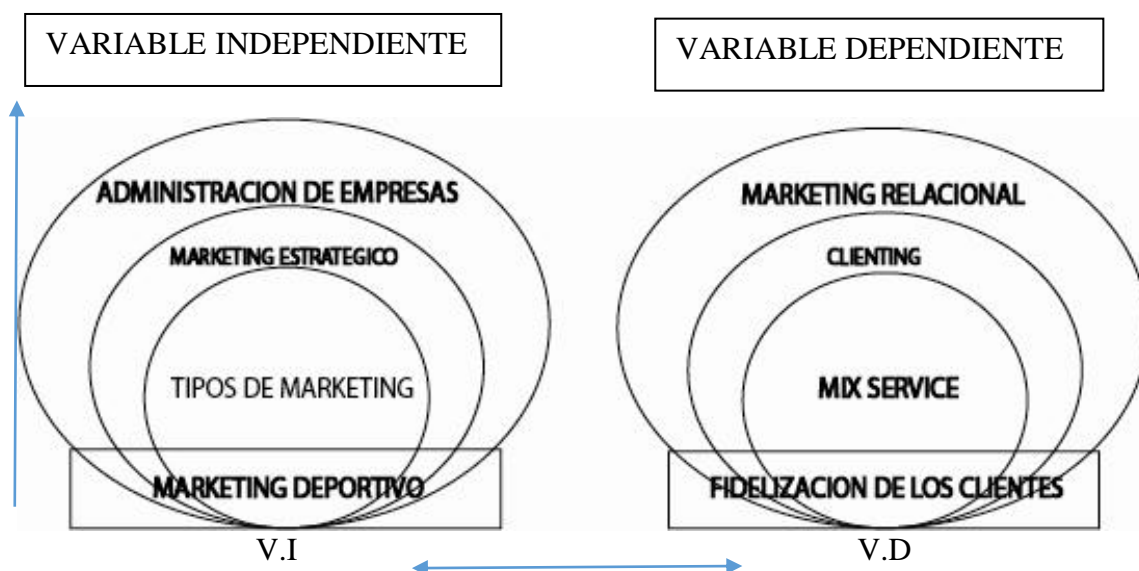 VARIABLE INDEPENDIENTE
VARIABLE DEPENDIENTE
ADMINISTRACION DE EMPRESAS
MARKETING ESTRATEGICO
TIPOS DE MARKETING
MARKETING DEPORTIVO
V.I
MARKETING RELACIONAL
CLIENTING
MIX SERVICE
FIDELIZACION DE LOS CLIENTES
V.D